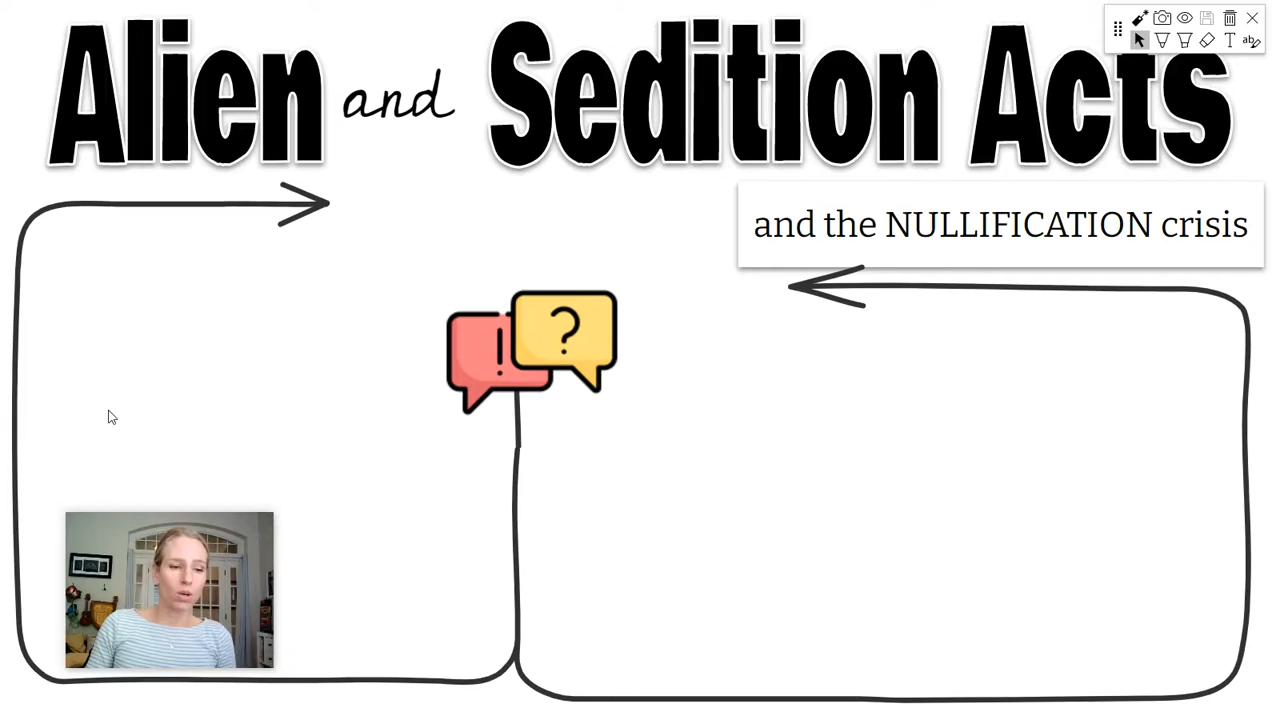 Alien and Sedition Acts
and the NULLIFICATION crisis
! ?